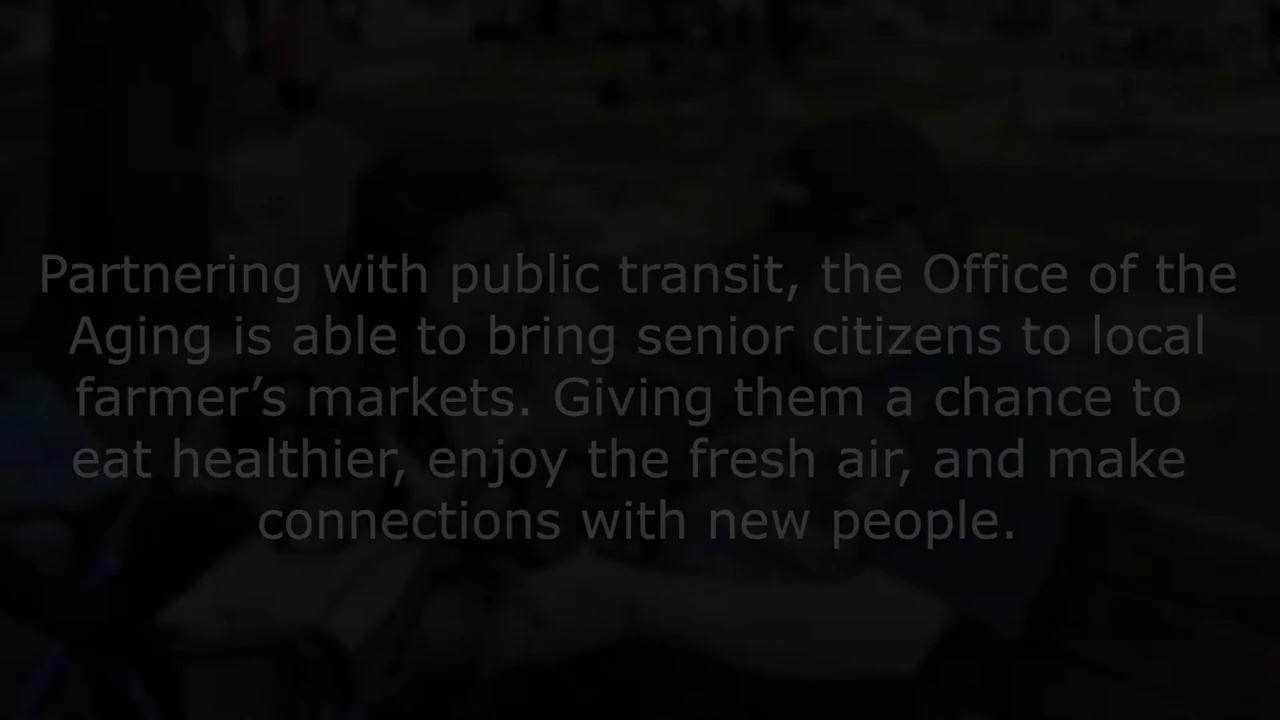 Partnering with public transit, the Office of the
Aging is able to bring senior citizens to local
farmer’s markets. Giving them a chance to
eat healthier, enjoy the fresh air, and make
connections with new people.